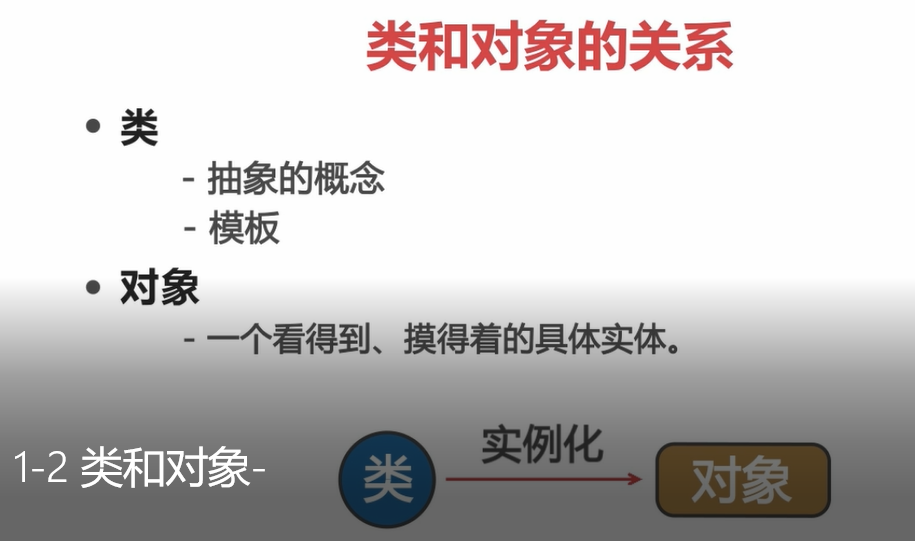 类和对象的关系
• 类
- 抽象的概念
- 模板
• 对象
- 一个看得到、摸得着的具体实体。
实例化
类
对象
1-2 类和对象-